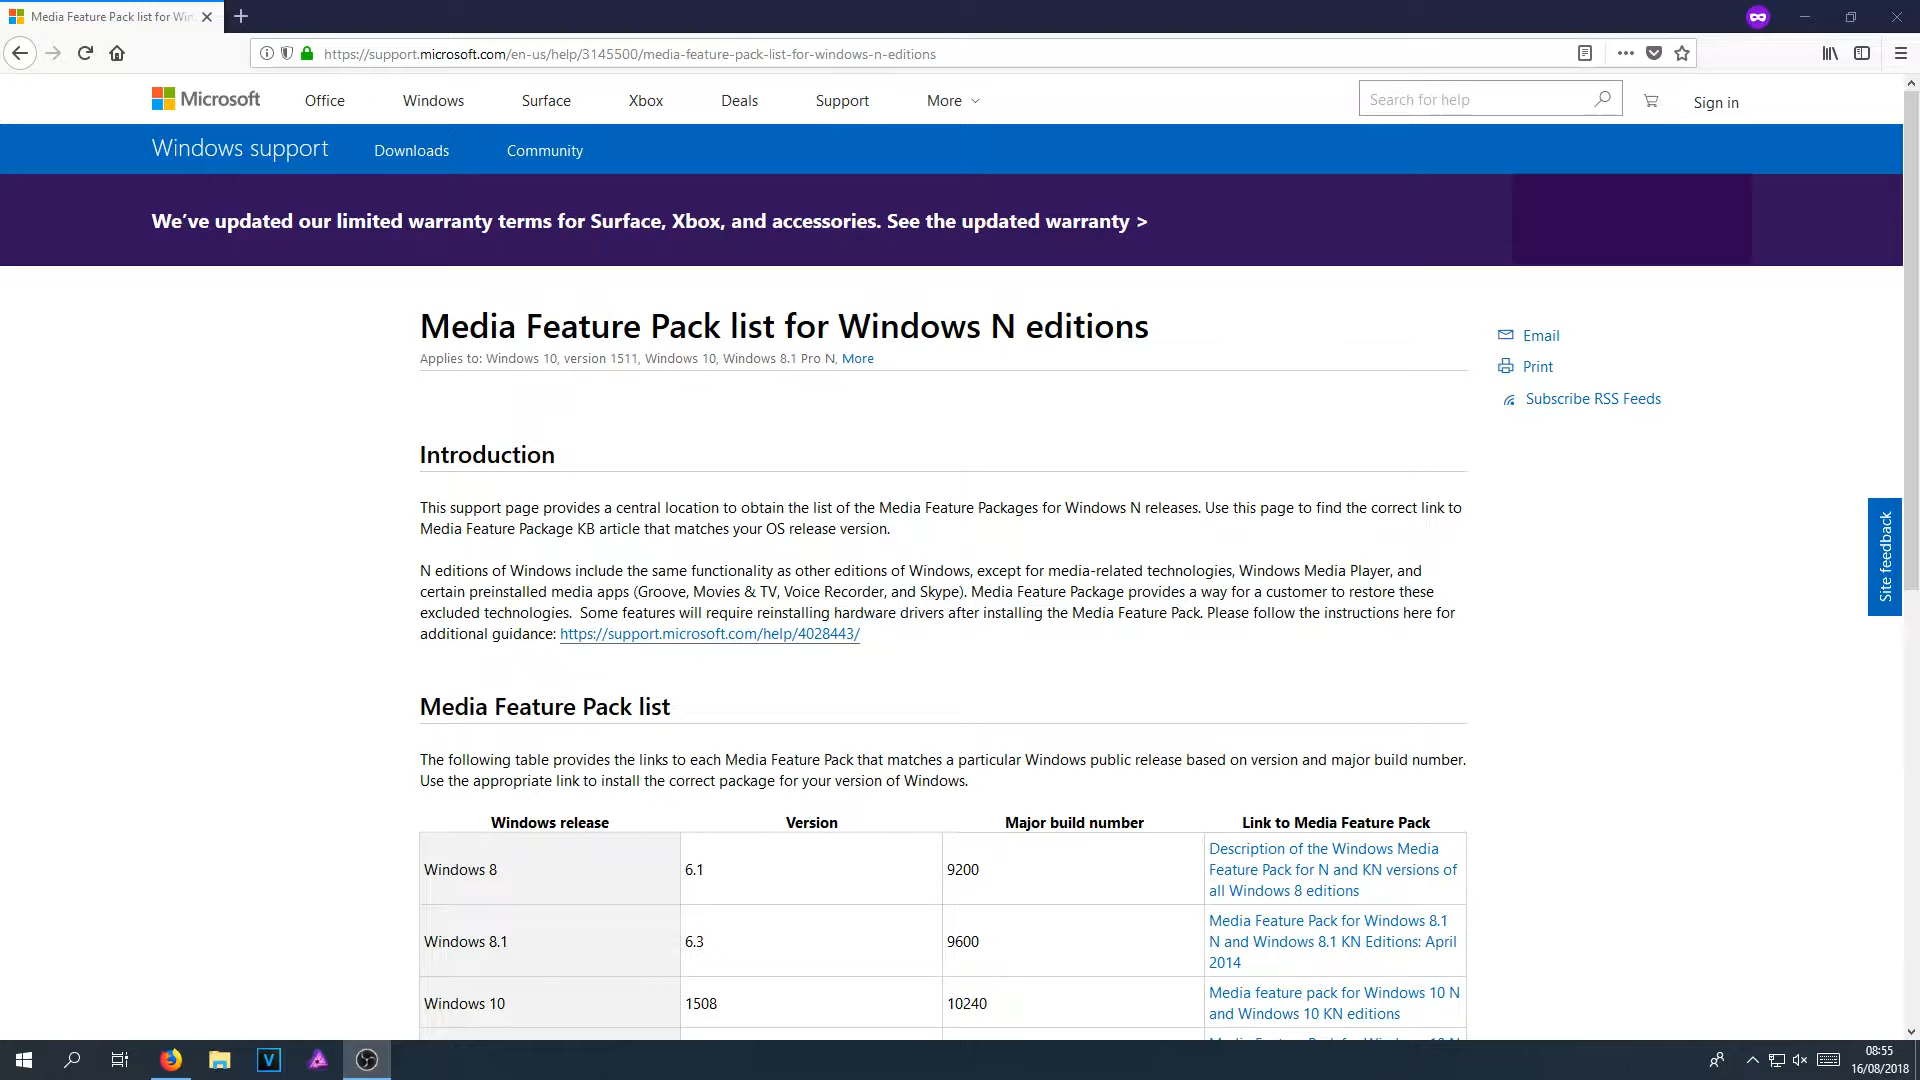 Media Feature Pack list for Win
https://support.microsoft.com/en-us/help/3145500/media-feature-pack-list-for-windows-n-editions
Microsoft
Office
Windows
Surface
Xbox
Deals
Support
More
Search for help
Sign in
Windows support
Downloads
Community
We've updated our limited warranty terms for Surface, Xbox, and accessories. See the updated warranty >
Media Feature Pack list for Windows N editions
Applies to: Windows 10, version 1511, Windows 10, Windows 8.1 Pro N, More
Email
Print
Subscribe RSS Feeds
Introduction
This support page provides a central location to obtain the list of the Media Feature Packages for Windows N releases. Use this page to find the correct link to
Media Feature Package KB article that matches your OS release version.
N editions of Windows include the same functionality as other editions of Windows, except for media-related technologies, Windows Media Player, and
certain preinstalled media apps (Groove, Movies & TV, Voice Recorder, and Skype). Media Feature Package provides a way for a customer to restore these
excluded technologies.  Some features will require reinstalling hardware drivers after installing the Media Feature Pack. Please follow the instructions here for
additional guidance: https://support.microsoft.com/help/4028443/
Site feedback
Media Feature Pack list
The following table provides the links to each Media Feature Pack that matches a particular Windows public release based on version and major build number.
Use the appropriate link to install the correct package for your version of Windows.
Windows release
Version
Major build number
Link to Media Feature Pack
Windows 8
6.1
9200
Description of the Windows Media
Feature Pack for N and KN versions of
all Windows 8 editions
Windows 8.1
6.3
9600
Media Feature Pack for Windows 8.1
N and Windows 8.1 KN Editions: April
2014
Windows 10
1508
10240
Media feature pack for Windows 10 N
and Windows 10 KN editions
08:55
16/08/2018